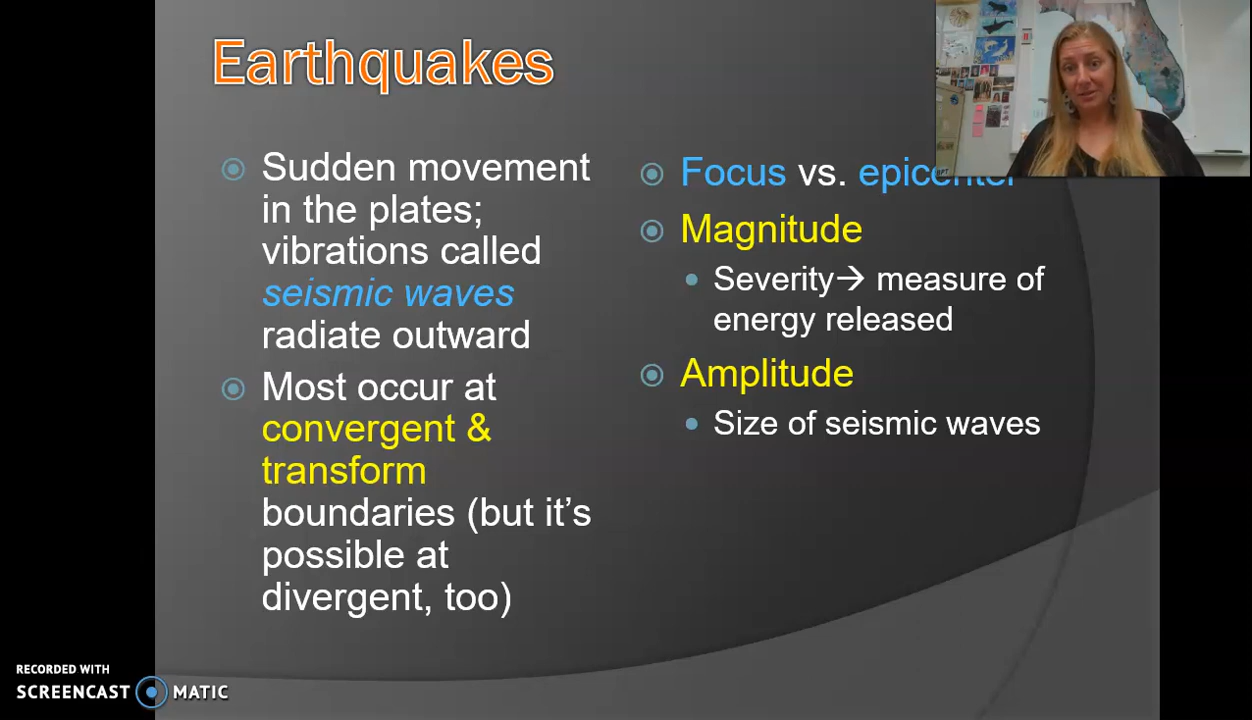 Earthquakes
Sudden movement
in the plates;
vibrations called
seismic waves
radiate outward
Most occur at
convergent &
transform
boundaries (but it's
possible at
divergent, too)
Focus vs. epicenter
Magnitude
Severity→ measure of
energy released
Amplitude
Size of seismic waves
RECORDED WITH
SCREENCAST MATIC